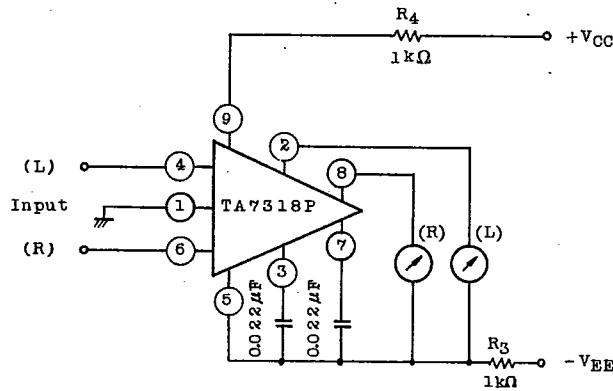 R4
1kΩ
+VCC
9
2
(L)
4
8
Input
1
TA7318P
(R)
(L)
(R)
6
7
3
5
0.022μF
0.022μF
R3
1kΩ
-VEE